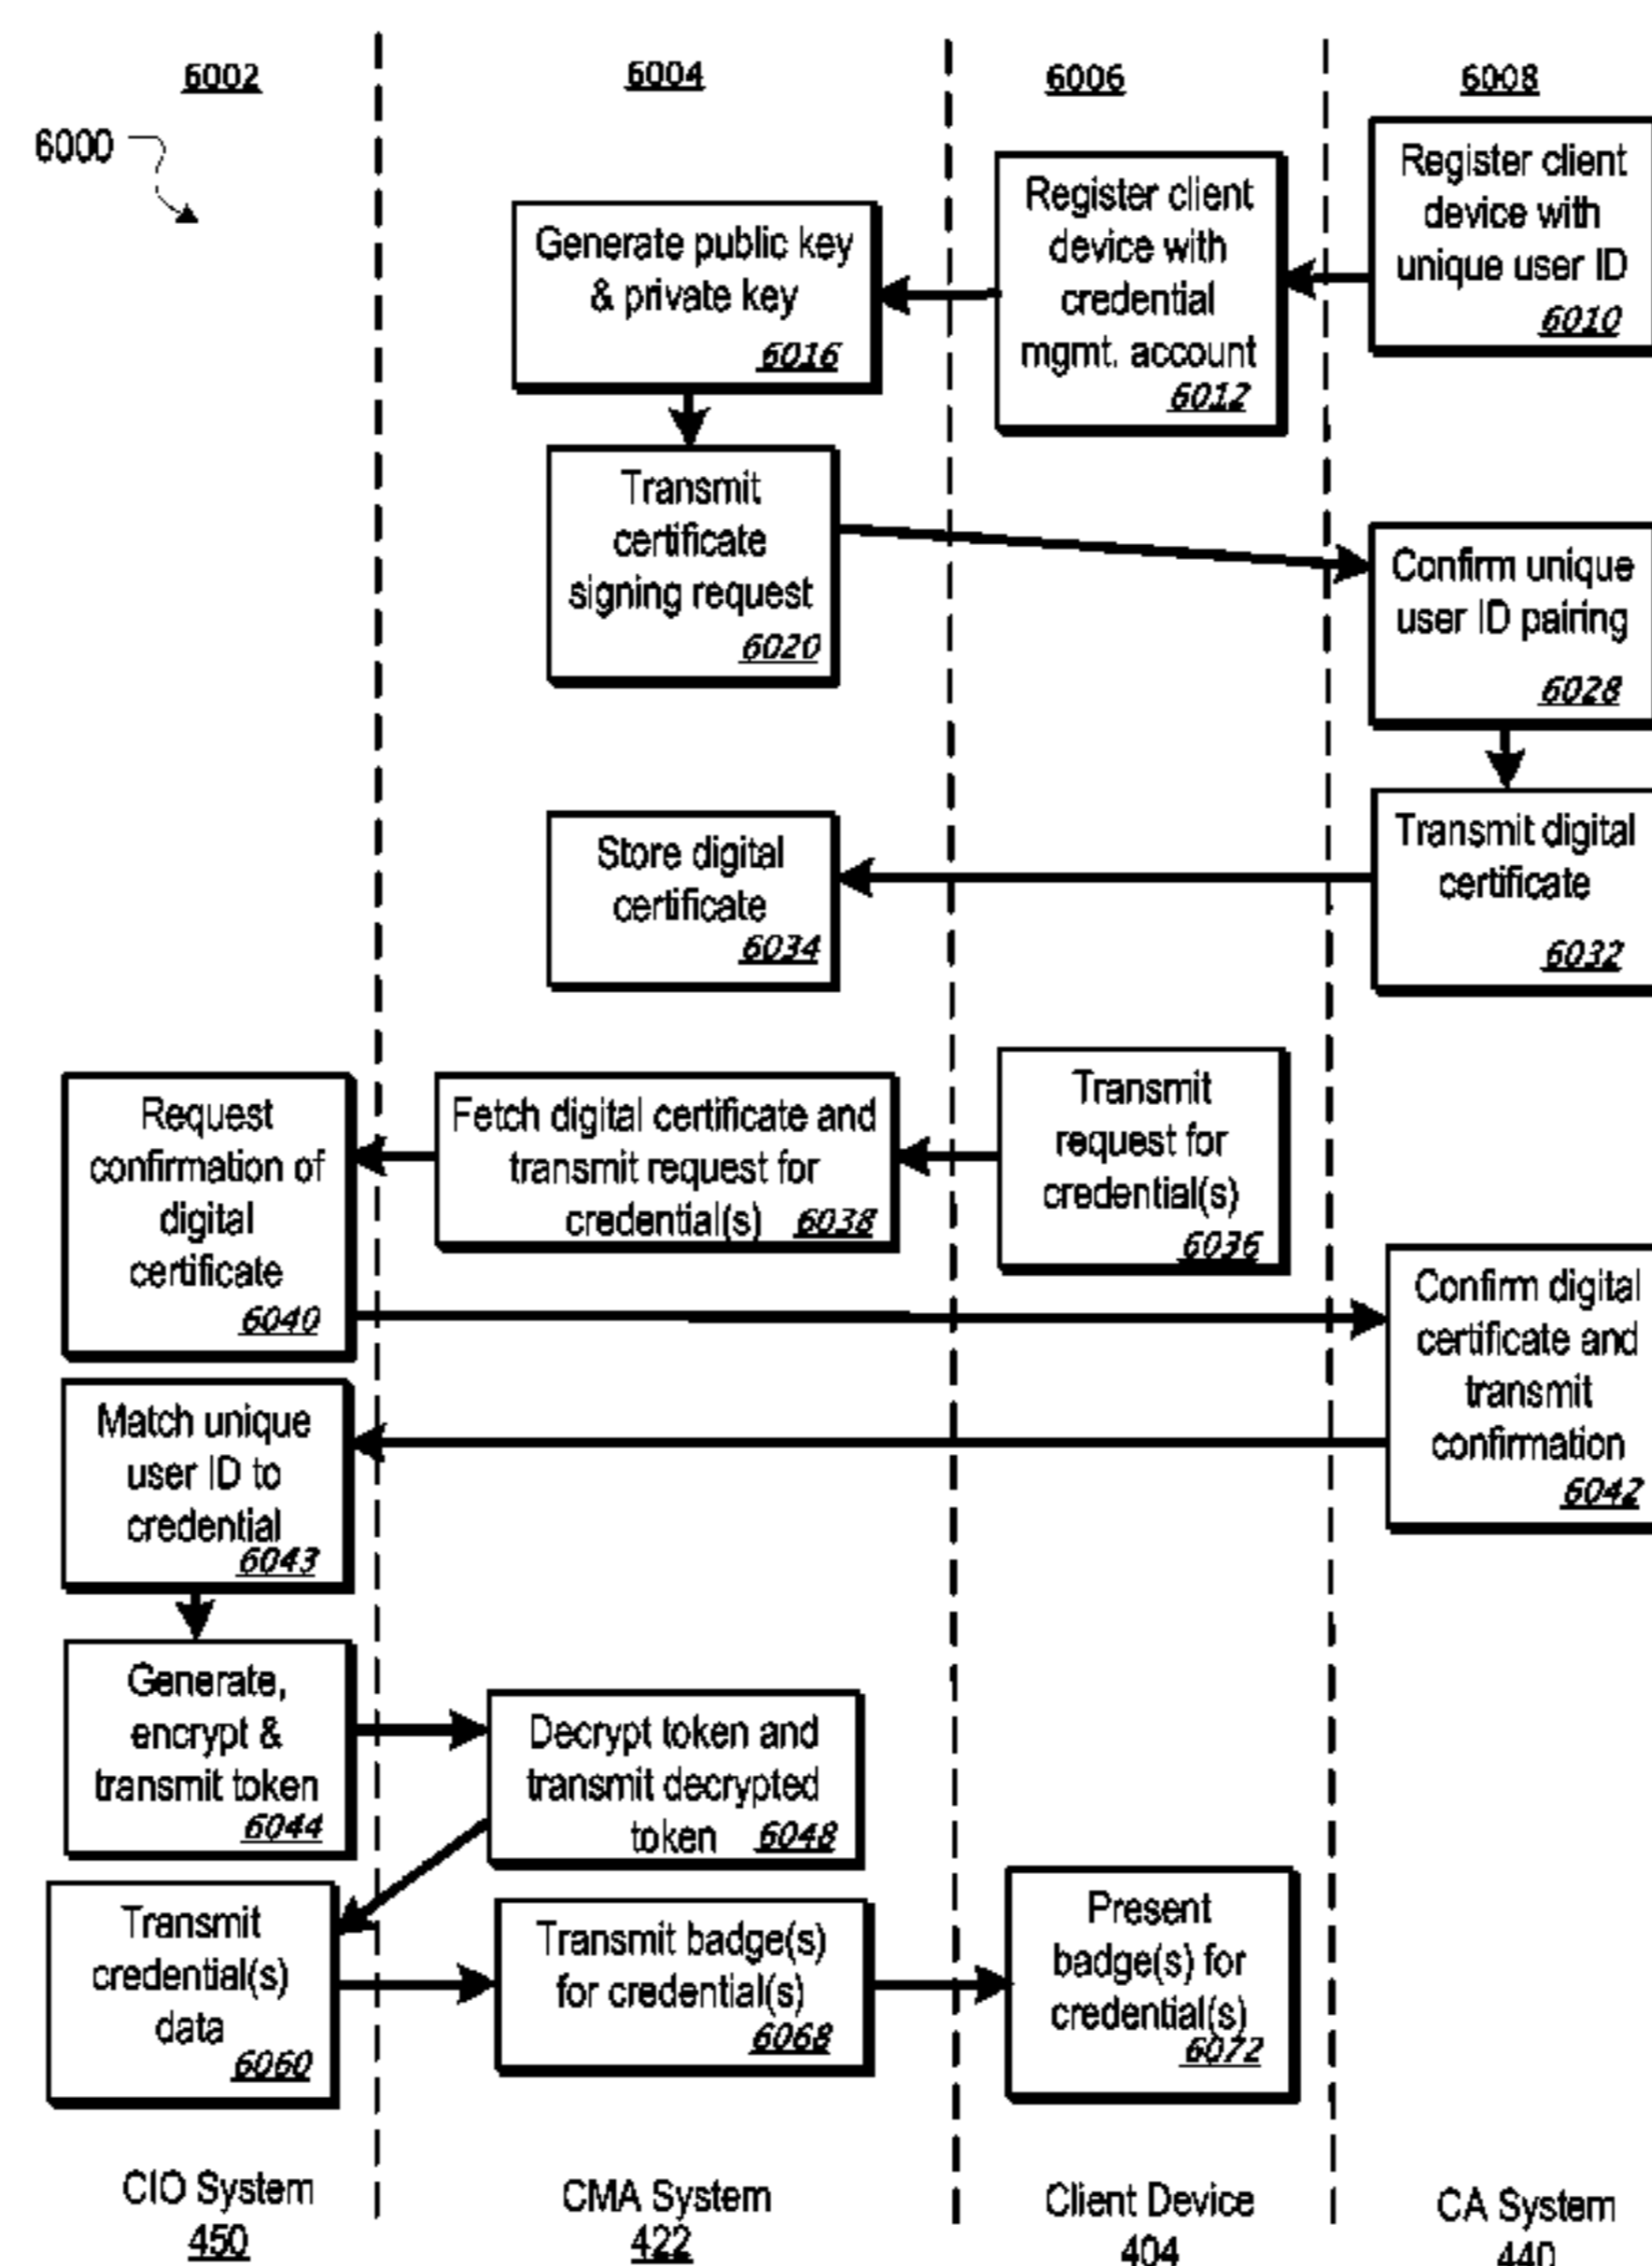 6002
6004
6006
6008
6000
Register client
device with
unique user ID
6010
Register client
device with
credential
mgmt. account
6012
Generate public key
& private key
6016
Transmit
certificate
signing request
6020
Confirm unique
user ID pairing
6028
Transmit digital
certificate
6032
Store digital
certificate
6034
Transmit
request for
credential(s)
6036
Fetch digital certificate and
transmit request for
credential(s) 6038
Request
confirmation of
digital
certificate
6040
Confirm digital
certificate and
transmit
confirmation
6042
Match unique
user ID to
credential
6043
Generate,
encrypt &
transmit token
6044
Decrypt token and
transmit decrypted
token 6048
Transmit
credential(s)
data
6060
Transmit badge(s)
for credential(s)
6068
Present
badge(s) for
credential(s)
6072
CIO System
450
CMA System
422
Client Device
404
CA System
440